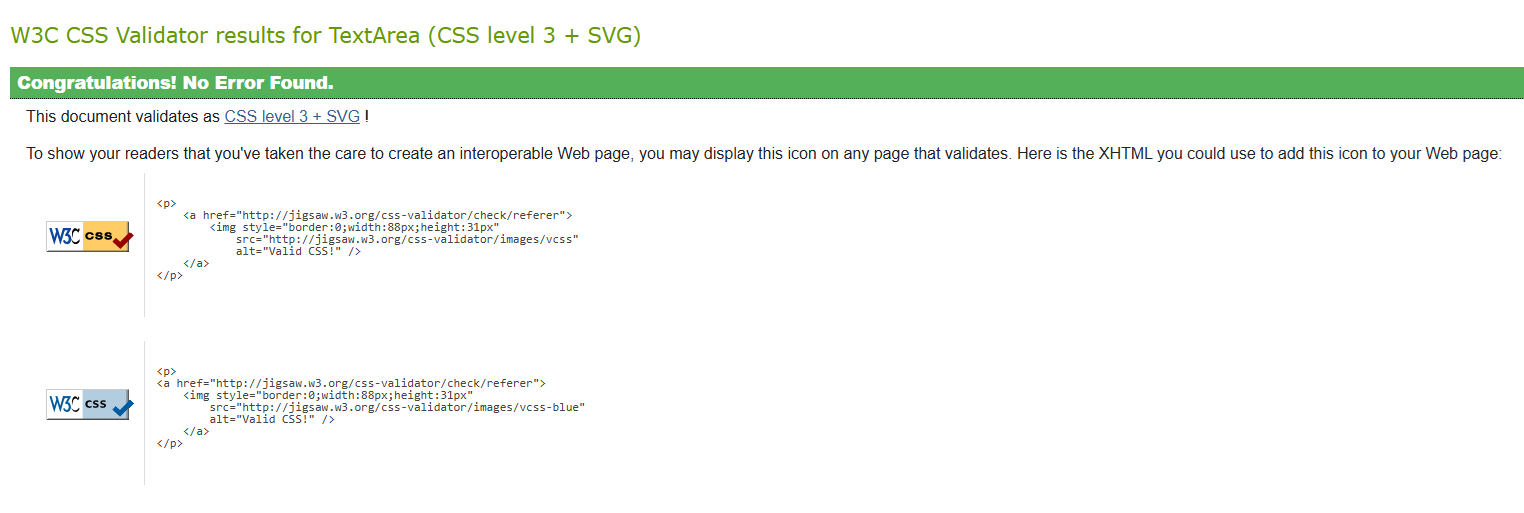 W3C CSS Validator results for TextArea (CSS level 3 + SVG)
Congratulations! No Error Found.
This document validates as CSS level 3 + SVG !
To show your readers that you've taken the care to create an interoperable Web page, you may display this icon on any page that validates. Here is the XHTML you could use to add this icon to your Web page:
<p>
    <a href="http://jigsaw.w3.org/css-validator/check/referer">
        <img style="border:0;width:88px;height:31px"
W3C css
            src="http://jigsaw.w3.org/css-validator/images/vcss"
            alt="Valid CSS!" />
    </a>
</p>
<p>
<a href="http://jigsaw.w3.org/css-validator/check/referer">
    <img style="border:0;width:88px;height:31px"
W3C css
        src="http://jigsaw.w3.org/css-validator/images/vcss-blue"
        alt="Valid CSS!" />
    </a>
</p>